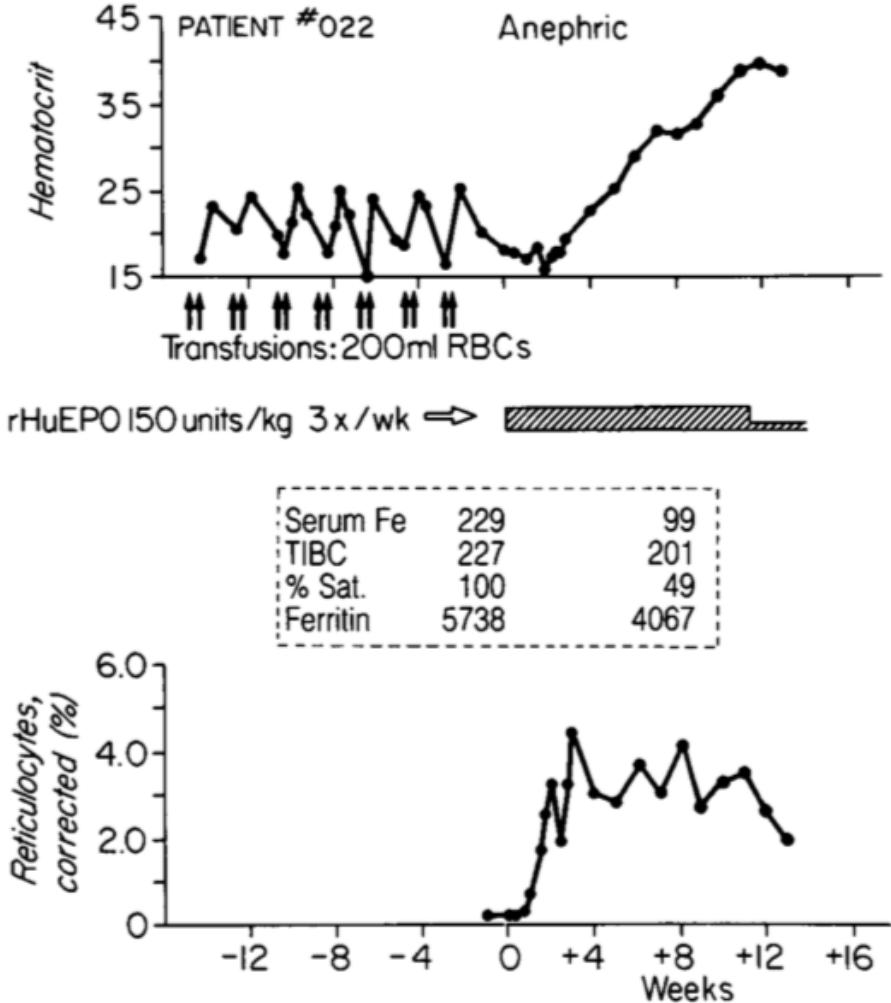 45
PATIENT #022 Anephric
35
Hematocrit
25
15
Transfusions: 200ml RBCs
rHuEPO 150 units/kg 3 x/wk
Serum Fe 229 99
TIBC 227 201
% Sat. 100 49
Ferritin 5738 4067
6.0
4.0
Reticulocytes,
corrected (%)
2.0
0
-12 -8 -4 0 +4 +8 +12 +16
Weeks